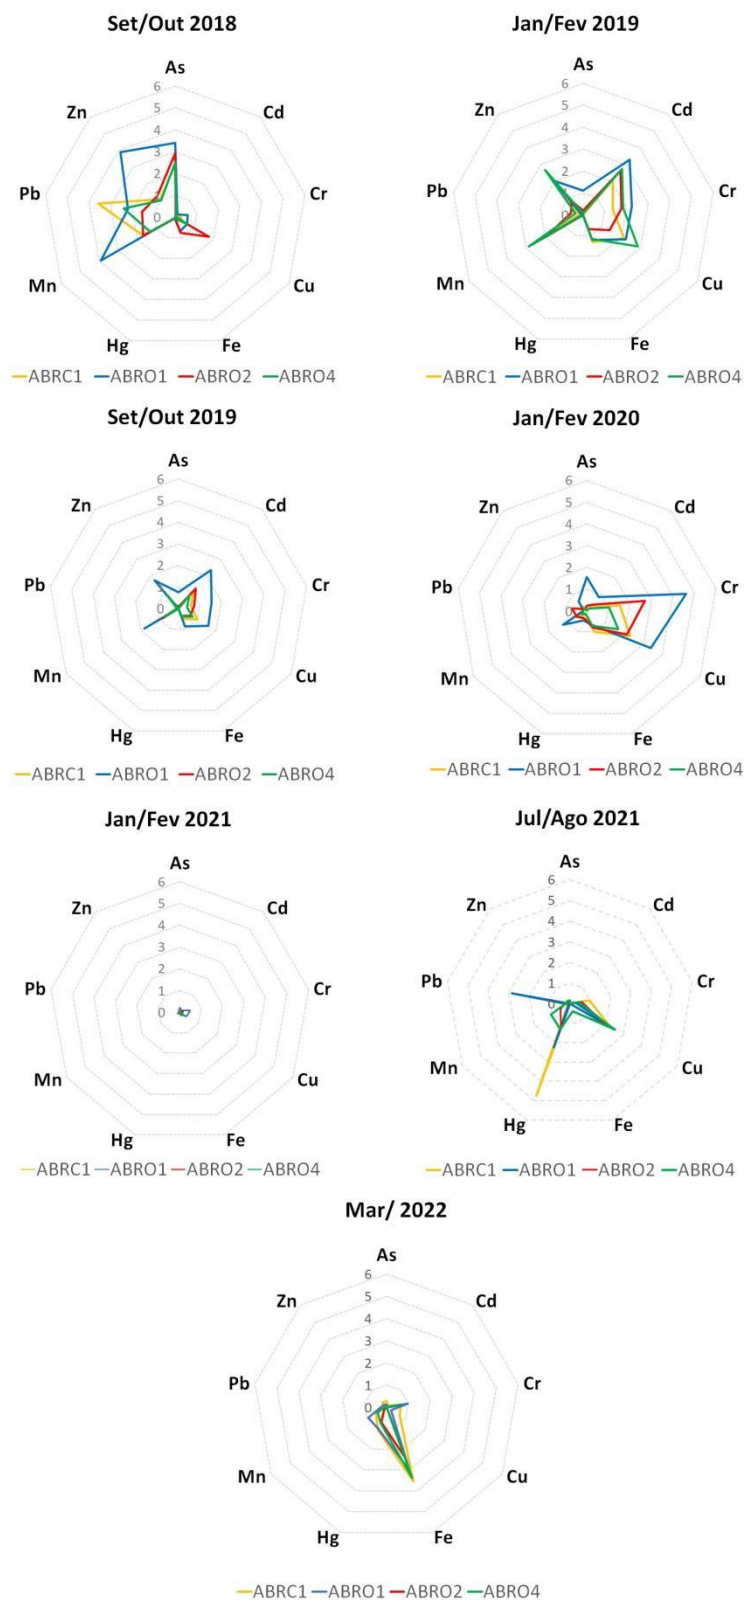 Set/Out 2018
As
6
5
4
3
2
1
0
Cd
Cr
Cu
Fe
Hg
Mn
Pb
Zn
ABRC1 ABRO1 ABRO2 ABRO4
Jan/Fev 2019
As
6
5
4
3
2
1
0
Cd
Cr
Cu
Fe
Hg
Mn
Pb
Zn
ABRC1 ABRO1 ABRO2 ABRO4
Set/Out 2019
As
6
5
4
3
2
1
0
Cd
Cr
Cu
Fe
Hg
Mn
Pb
Zn
ABRC1 ABRO1 ABRO2 ABRO4
Jan/Fev 2020
As
6
5
4
3
2
1
0
Cd
Cr
Cu
Fe
Hg
Mn
Pb
Zn
ABRC1 ABRO1 ABRO2 ABRO4
Jan/Fev 2021
As
6
5
4
3
2
1
0
Cd
Cr
Cu
Fe
Hg
Mn
Pb
Zn
ABRC1 ABRO1 ABRO2 ABRO4
Jul/Ago 2021
As
6
5
4
3
2
1
0
Cd
Cr
Cu
Fe
Hg
Mn
Pb
Zn
ABRC1 ABRO1 ABRO2 ABRO4
Mar/ 2022
As
6
5
4
3
2
1
0
Cd
Cr
Cu
Fe
Hg
Mn
Pb
Zn
ABRC1 ABRO1 ABRO2 ABRO4